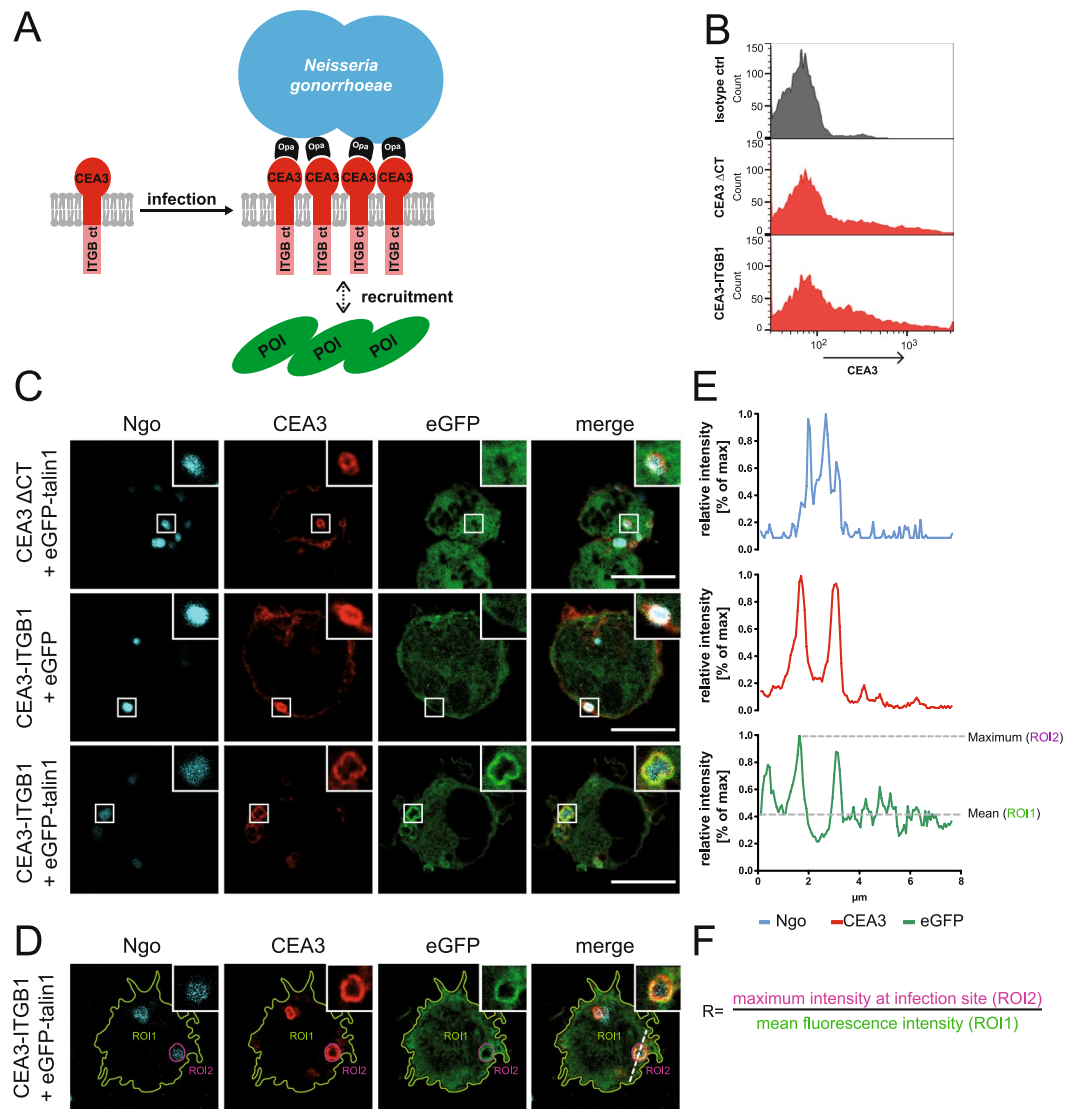 A
Neisseria
gonorrhoeae
Opa Opa Opa Opa
CEA3 CEA3 CEA3 CEA3 CEA3
infection
ITGB ct ITGB ct ITGB ct ITGB ct ITGB ct
recruitment
POI POI POI
B
Isotype ctrl
Count
150
100
50
0
CEA3 ΔCT
Count
150
100
50
0
CEA3-ITGB1
Count
150
100
50
0
10² 10³
CEA3
C
Ngo CEA3 eGFP merge
CEA3 ΔCT
+ eGFP-talin1
CEA3-ITGB1
+ eGFP
CEA3-ITGB1
+ eGFP-talin1
D
Ngo CEA3 eGFP merge
CEA3-ITGB1
+ eGFP-talin1
ROI1 ROI1 ROI1 ROI1
ROI2 ROI2 ROI2 ROI2
E
relative intensity
[% of max]
1.0
0.8
0.6
0.4
0.2
0.0
relative intensity
[% of max]
1.0
0.8
0.6
0.4
0.2
0.0
relative intensity
[% of max]
1.0
0.8
0.6
0.4
0.2
0.0
Maximum (ROI2)
Mean (ROI1)
0 2 4 6 8
µm
Ngo CEA3 eGFP
F
R=
maximum intensity at infection site (ROI2)
mean fluorescence intensity (ROI1)